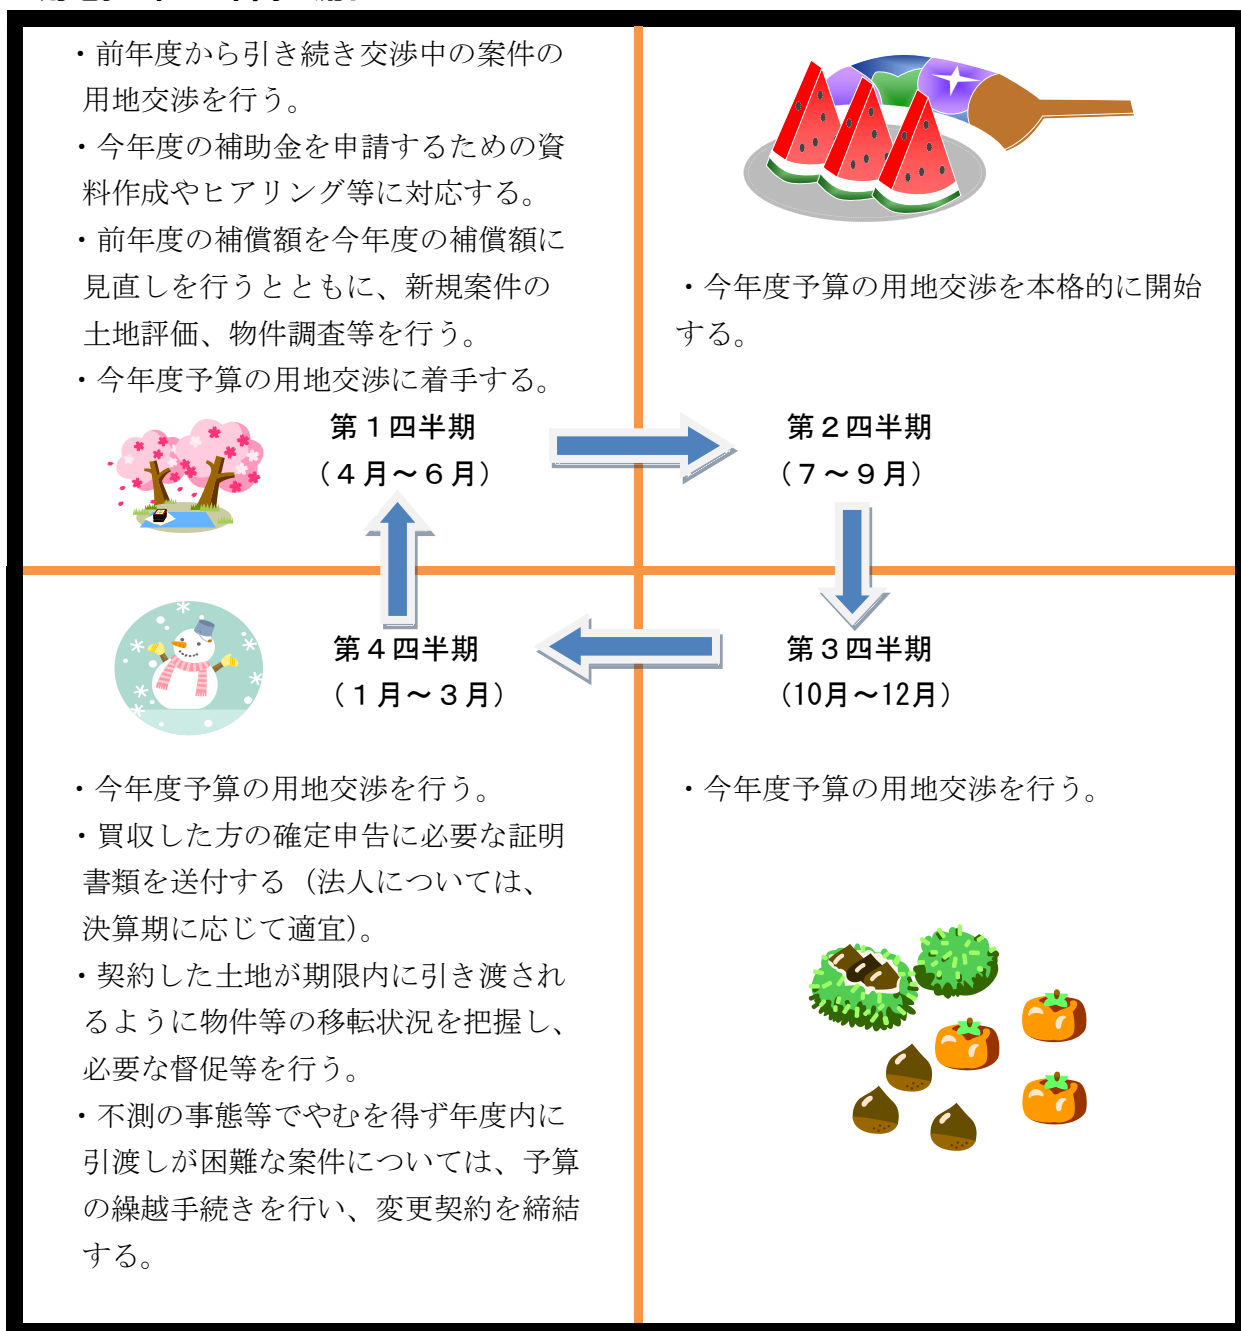 ・前年度から引き続き交渉中の案件の
用地交渉を行う。
・今年度の補助金を申請するための資
料作成やヒアリング等に対応する。
・前年度の補償額を今年度の補償額に
見直しを行うとともに、新規案件の
土地評価、物件調査等を行う。
・今年度予算の用地交渉に着手する。
第１四半期
（４月～６月）
・今年度予算の用地交渉を本格的に開始
する。
第２四半期
（７～９月）
第３四半期
（10月～12月）
・今年度予算の用地交渉を行う。
第４四半期
（１月～３月）
・今年度予算の用地交渉を行う。
・買収した方の確定申告に必要な証明
書類を送付する（法人については、
決算期に応じて適宜）。
・契約した土地が期限内に引き渡され
るように物件等の移転状況を把握し、
必要な督促等を行う。
・不測の事態等でやむを得ず年度内に
引渡しが困難な案件については、予算
の繰越手続きを行い、変更契約を締結
する。